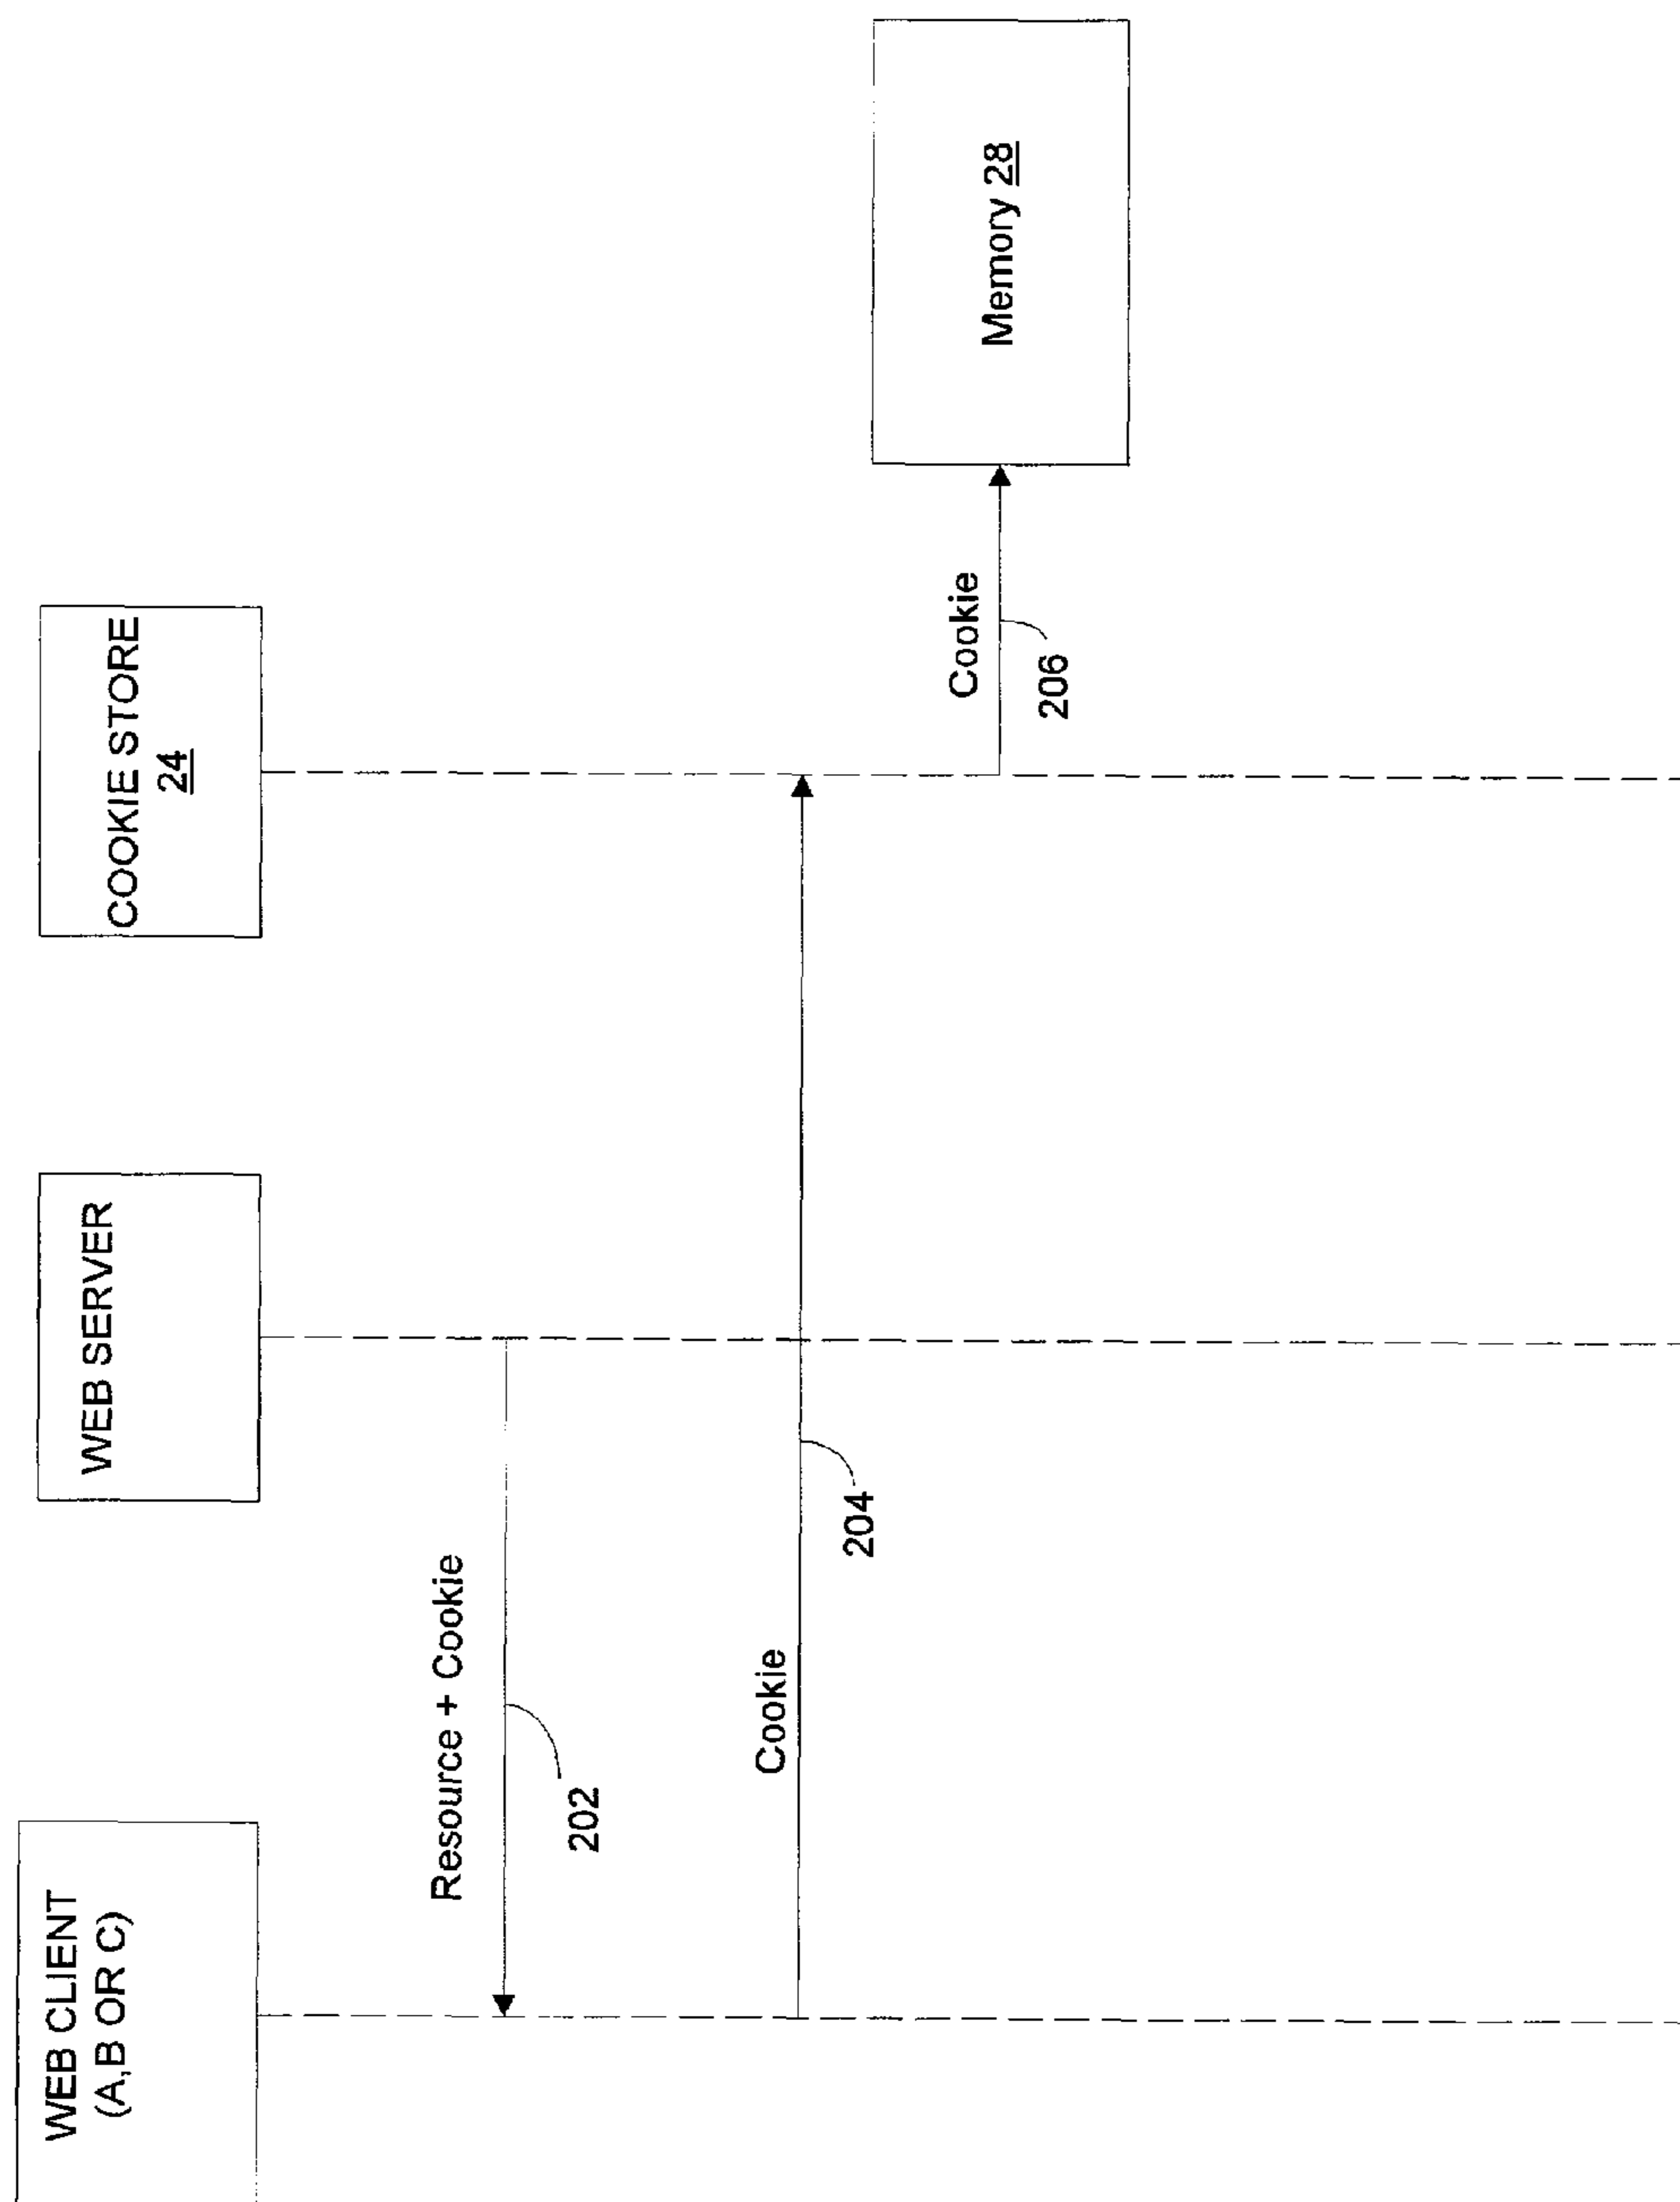 WEB CLIENT
(A,B OR C)
WEB SERVER
COOKIE STORE
24
Resource + Cookie
202
Cookie
204
Cookie
206
Memory 28